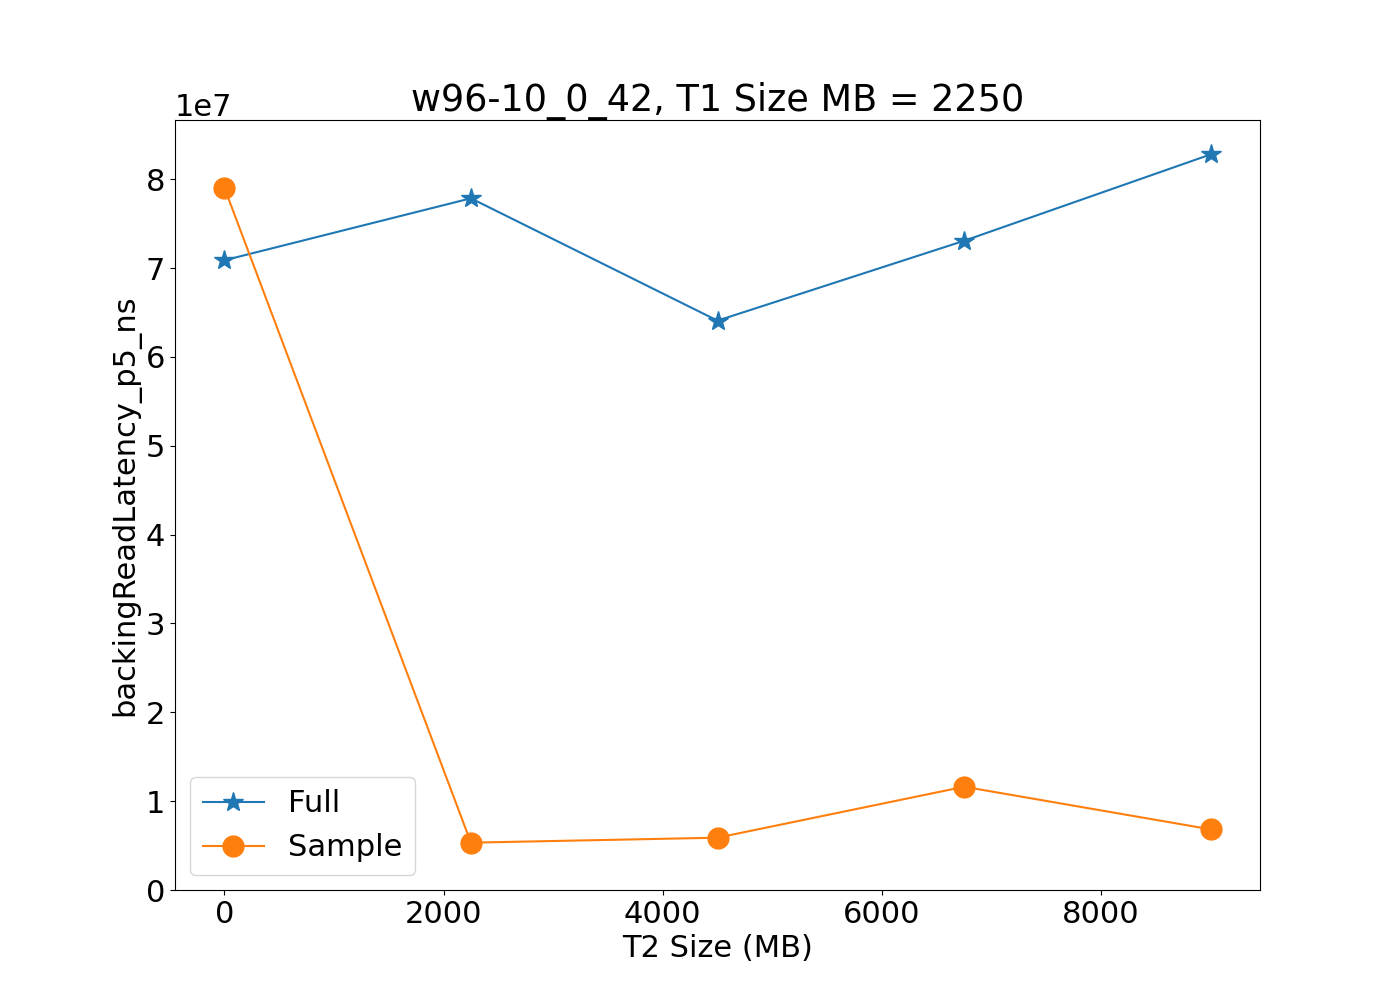 w96-10_0_42, T1 Size MB = 2250
1e7
8
7
6
5
4
3
2
1
0
backingReadLatency_p5_ns
Full
Sample
0 2000 4000 6000 8000
T2 Size (MB)